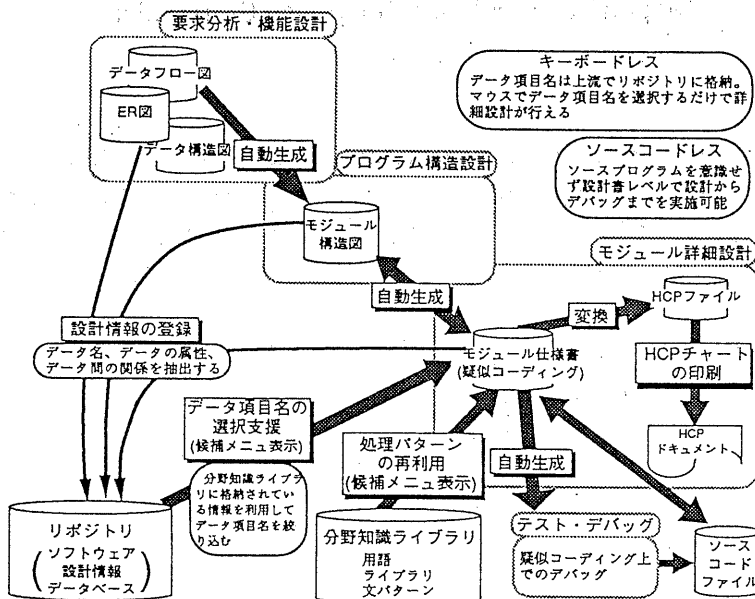 要求分析・機能設計
データフロー図
ER図
データ構造図
自動生成
キーボードレス
データ項目名は上流でリポジトリに格納。
マウスでデータ項目名を選択するだけで詳
細設計が行える
ソースコードレス
ソースプログラムを意識せ
ず設計書レベルで設計から
デバッグまでを実施可能
プログラム構造設計
モジュール
構造図
自動生成
モジュール詳細設計
HCPファイル
変換
モジュール仕様書
(疑似コーディング)
HCPチャート
の印刷
HCP
ドキュメント
設計情報の登録
データ名、データの属性、
データ間の関係を抽出する
データ項目名の
選択支援
(候補メニュ表示)
分野知識ライブラ
リに格納されてい
る情報を利用して
データ項目名を絞
り込む
処理パターン
の再利用
(候補メニュ表示)
自動生成
リポジトリ
ソフトウェア
設計情報
データベース
分野知識ライブラリ
用語
ライブラリ
文パターン
テスト・デバッグ
疑似コーディング上
でのデバッグ
ソース
コード
ファイル